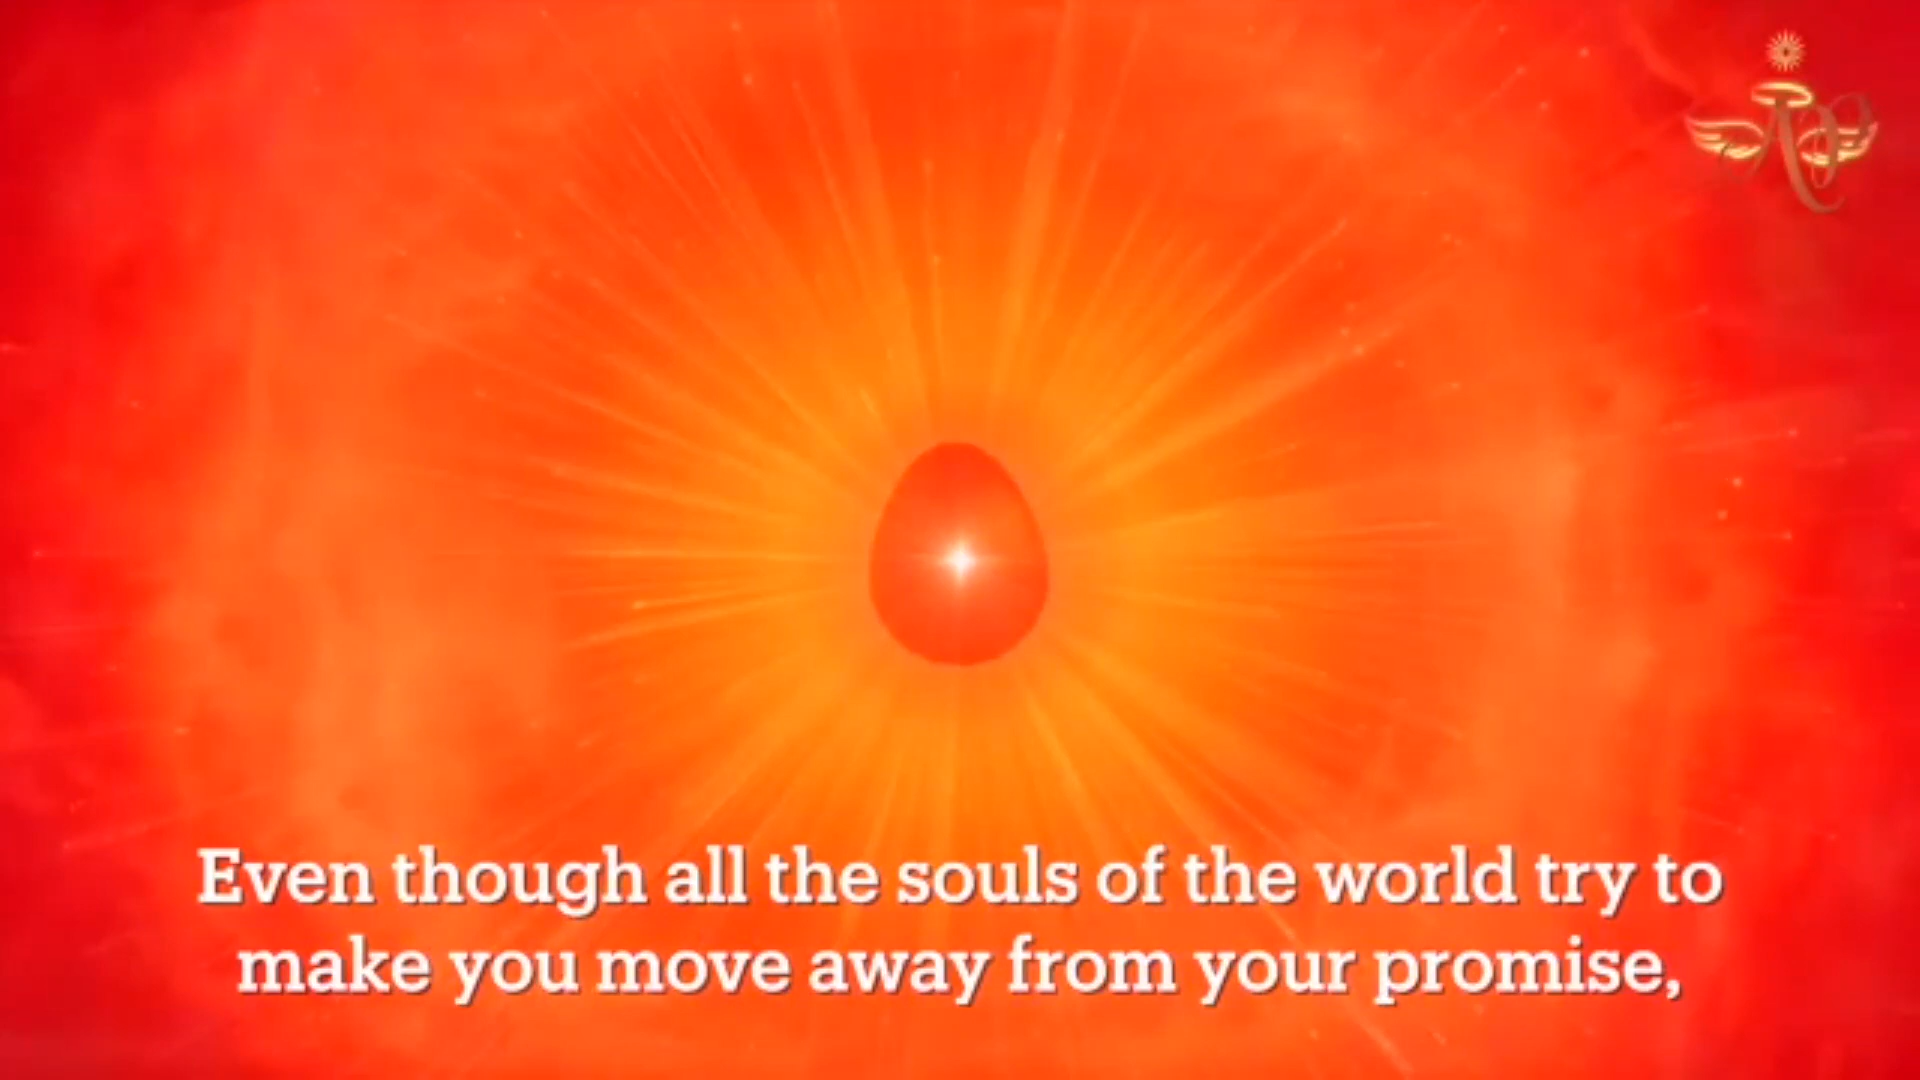 Even though all the souls of the world try to
make you move away from your promise,